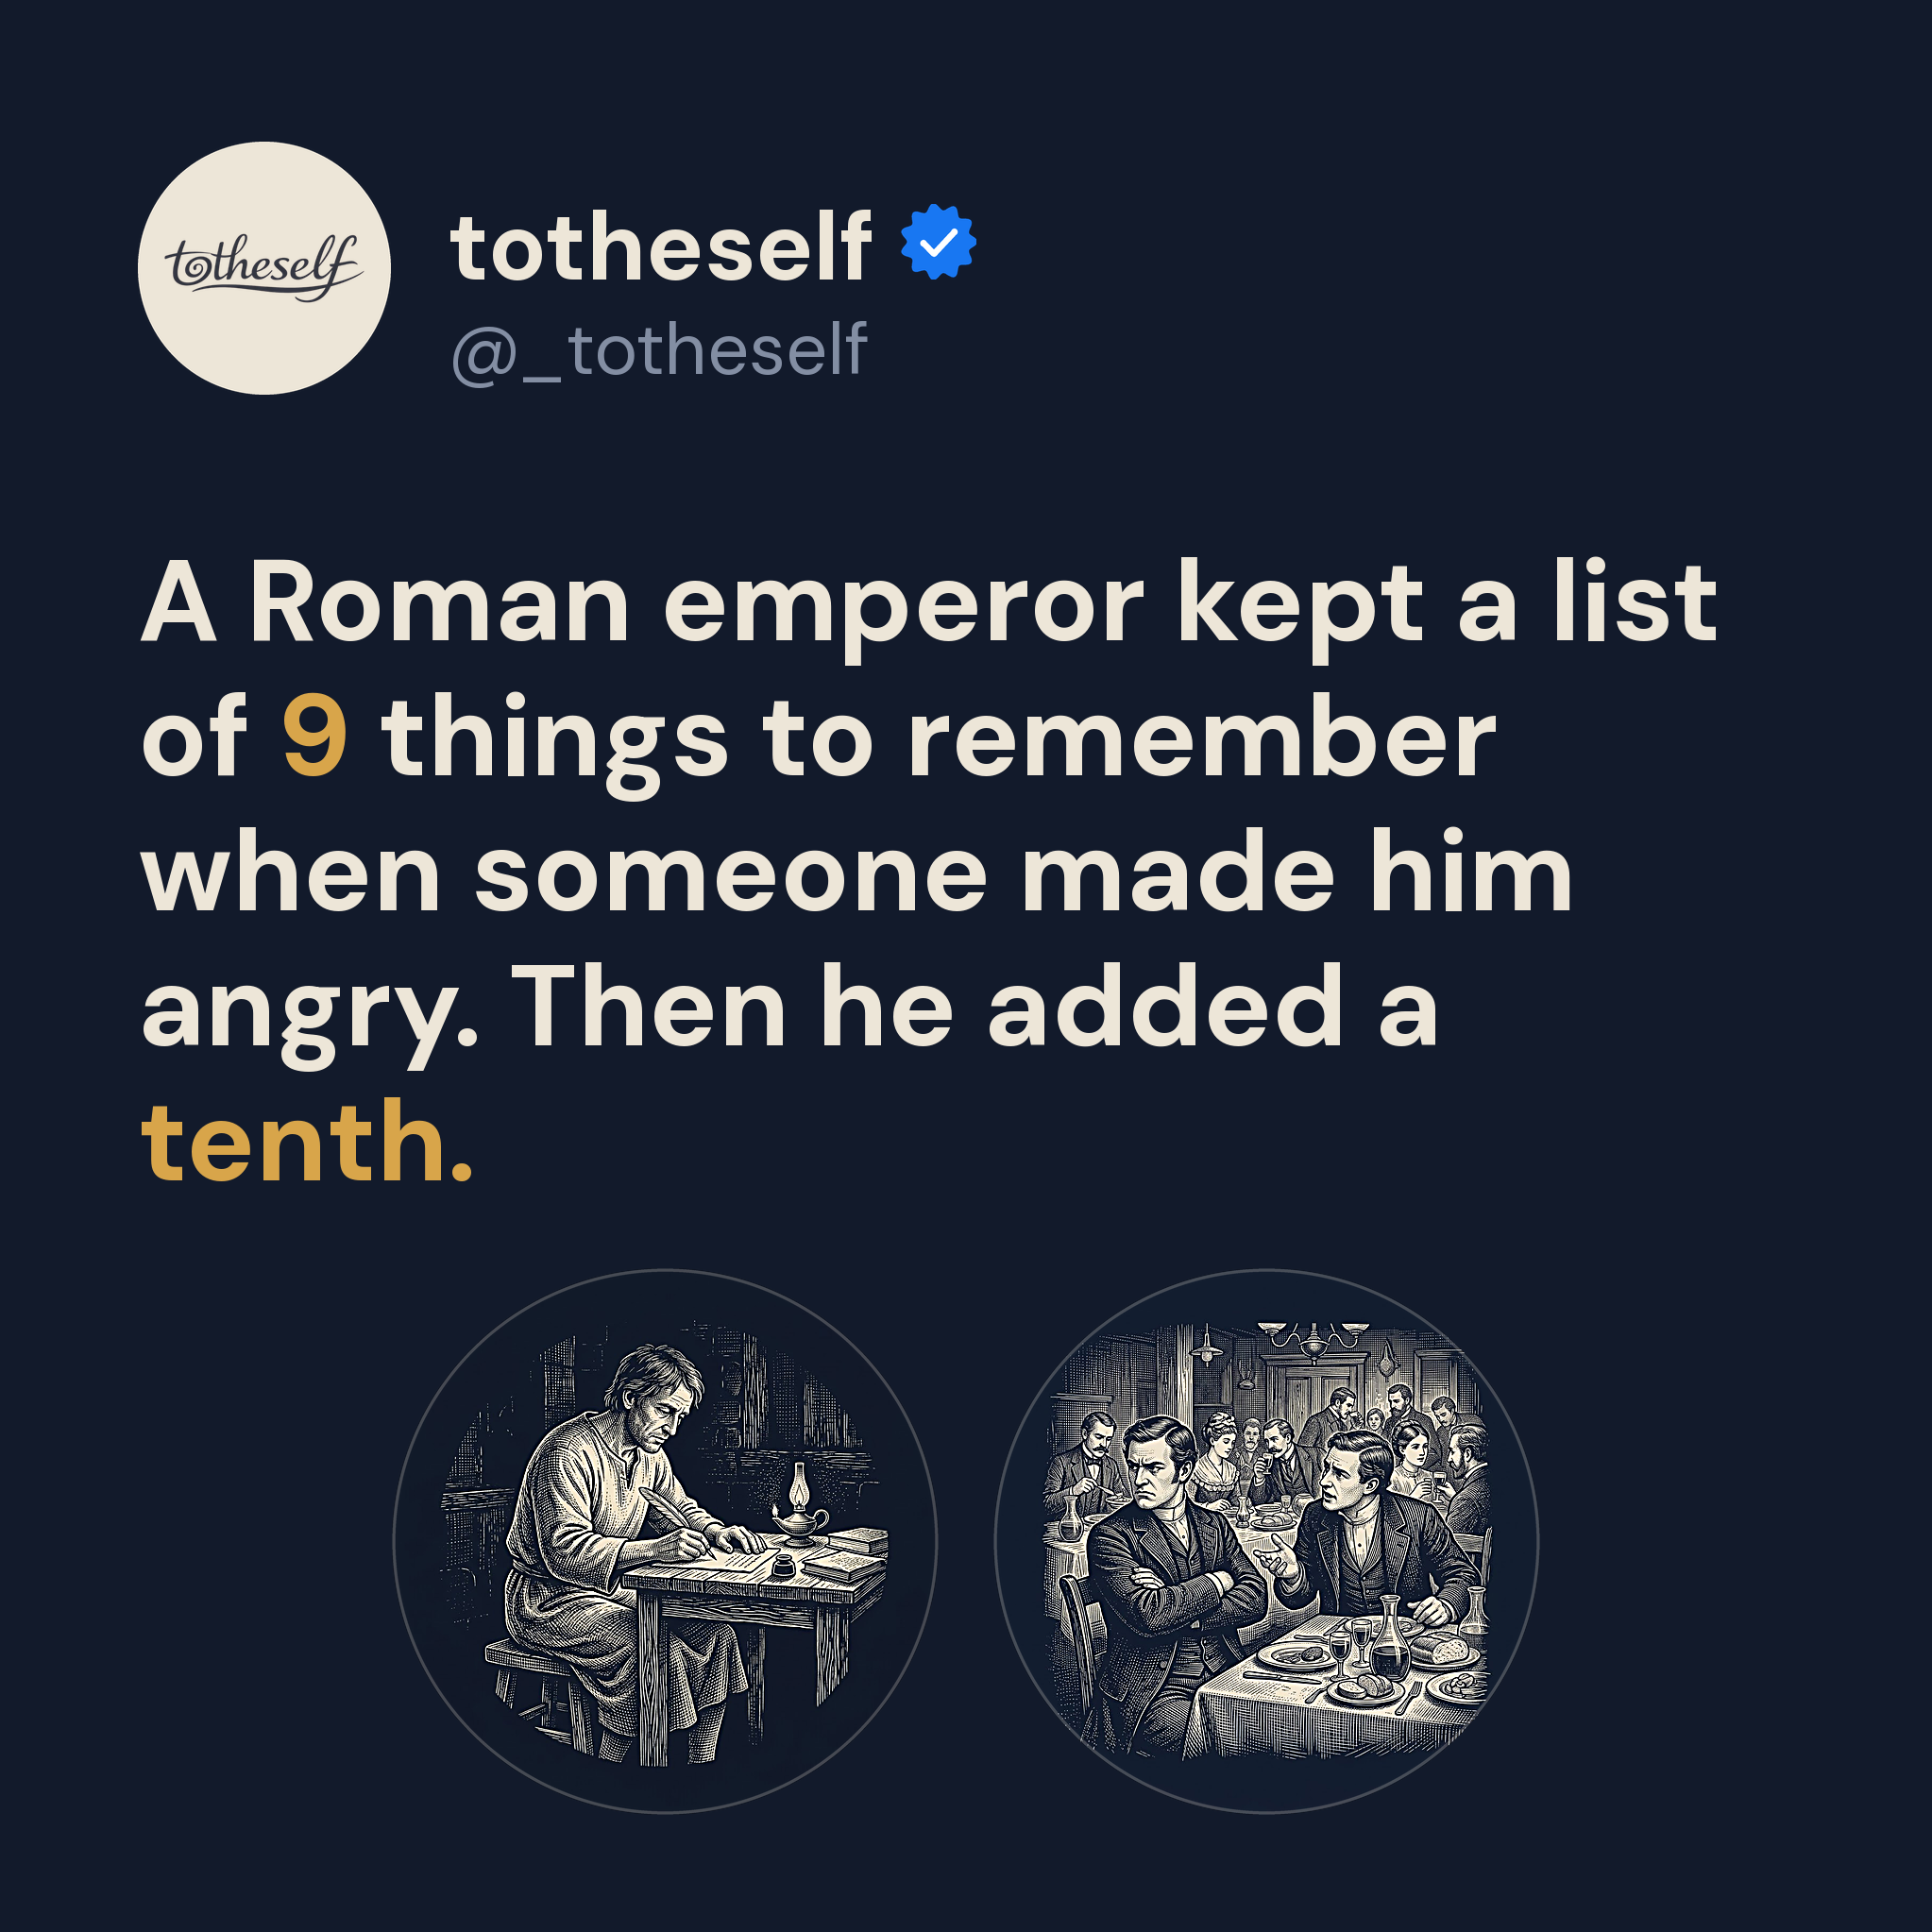 totheself
totheself
@_totheself
A Roman emperor kept a list
of 9 things to remember
when someone made him
angry. Then he added a
tenth.